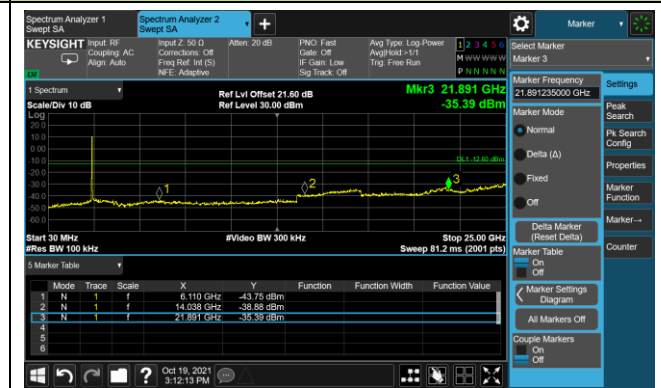 Spectrum Analyzer 1
Swept SA
Spectrum Analyzer 2
Swept SA
Marker
KEYSIGHT
Input: RF
Coupling: AC
Align: Auto
Input Z: 50 Ω
Corrections: Off
Freq Ref: Int (S)
NFE: Adaptive
Atten: 20 dB
PNO: Fast
Gate: Off
IF Gain: Low
Sig Track: Off
Avg Type: Log-Power
Avg|Hold:>1/1
Trig: Free Run
1 2 3 4 5 6
M W W W W W
P N N N N N
LW
Select Marker
Marker 3
1 Spectrum
Scale/Div 10 dB
Ref Lvl Offset 21.60 dB
Ref Level 30.00 dBm
Mkr3 21.891 GHz
-35.39 dBm
Log
20.0
10.0
0.00
-10.0
-20.0
-30.0
-40.0
-50.0
-60.0
DL1 -12.60 dBm
1
2
3
Start 30 MHz
#Res BW 100 kHz
#Video BW 300 kHz
Stop 25.00 GHz
Sweep 81.2 ms (2001 pts)
5 Marker Table
Mode Trace Scale X Y Function Function Width Function Value
1 N 1 f 6.110 GHz -43.75 dBm
2 N 1 f 14.038 GHz -38.88 dBm
3 N 1 f 21.891 GHz -35.39 dBm
4
5
6
Marker Frequency
21.891235000 GHz
Marker Mode
Normal
Delta (Δ)
Fixed
Off
Delta Marker
(Reset Delta)
Marker Table
On
Off
Marker Settings
Diagram
All Markers Off
Couple Markers
On
Off
Settings
Peak
Search
Pk Search
Config
Properties
Marker
Function
Marker→
Counter
?
Oct 19, 2021
3:12:13 PM